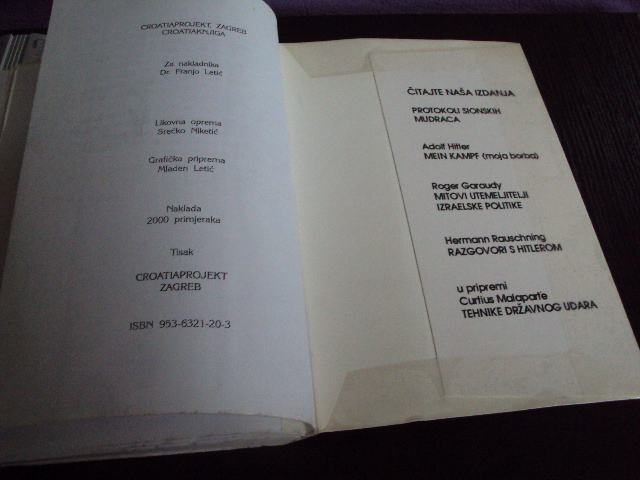 CROATIAPROJEKT, ZAGREB
CROATIAKNJIGA
Za nakladnika
Dr. Franjo Letić
Likovna oprema
Srećko Niketić
Grafička priprema
Mladen Letić
Naklada
2000 primjeraka
Tisak
CROATIAPROJEKT
ZAGREB
ISBN 953-6321-20-3
ČITAJTE NAŠA IZDANJA
PROTOKOLI SIONSKIH
MUDRACA
Adolf Hitler
MEIN KAMPF (moja borba)
Roger Garaudy
MITOVI UTEMELJITELJI
IZRAELSKE POLITIKE
Hermann Rauschning
RAZGOVORI S HITLEROM
u pripremi
Curtius Malaparte
TEHNIKE DRŽAVNOG UDARA